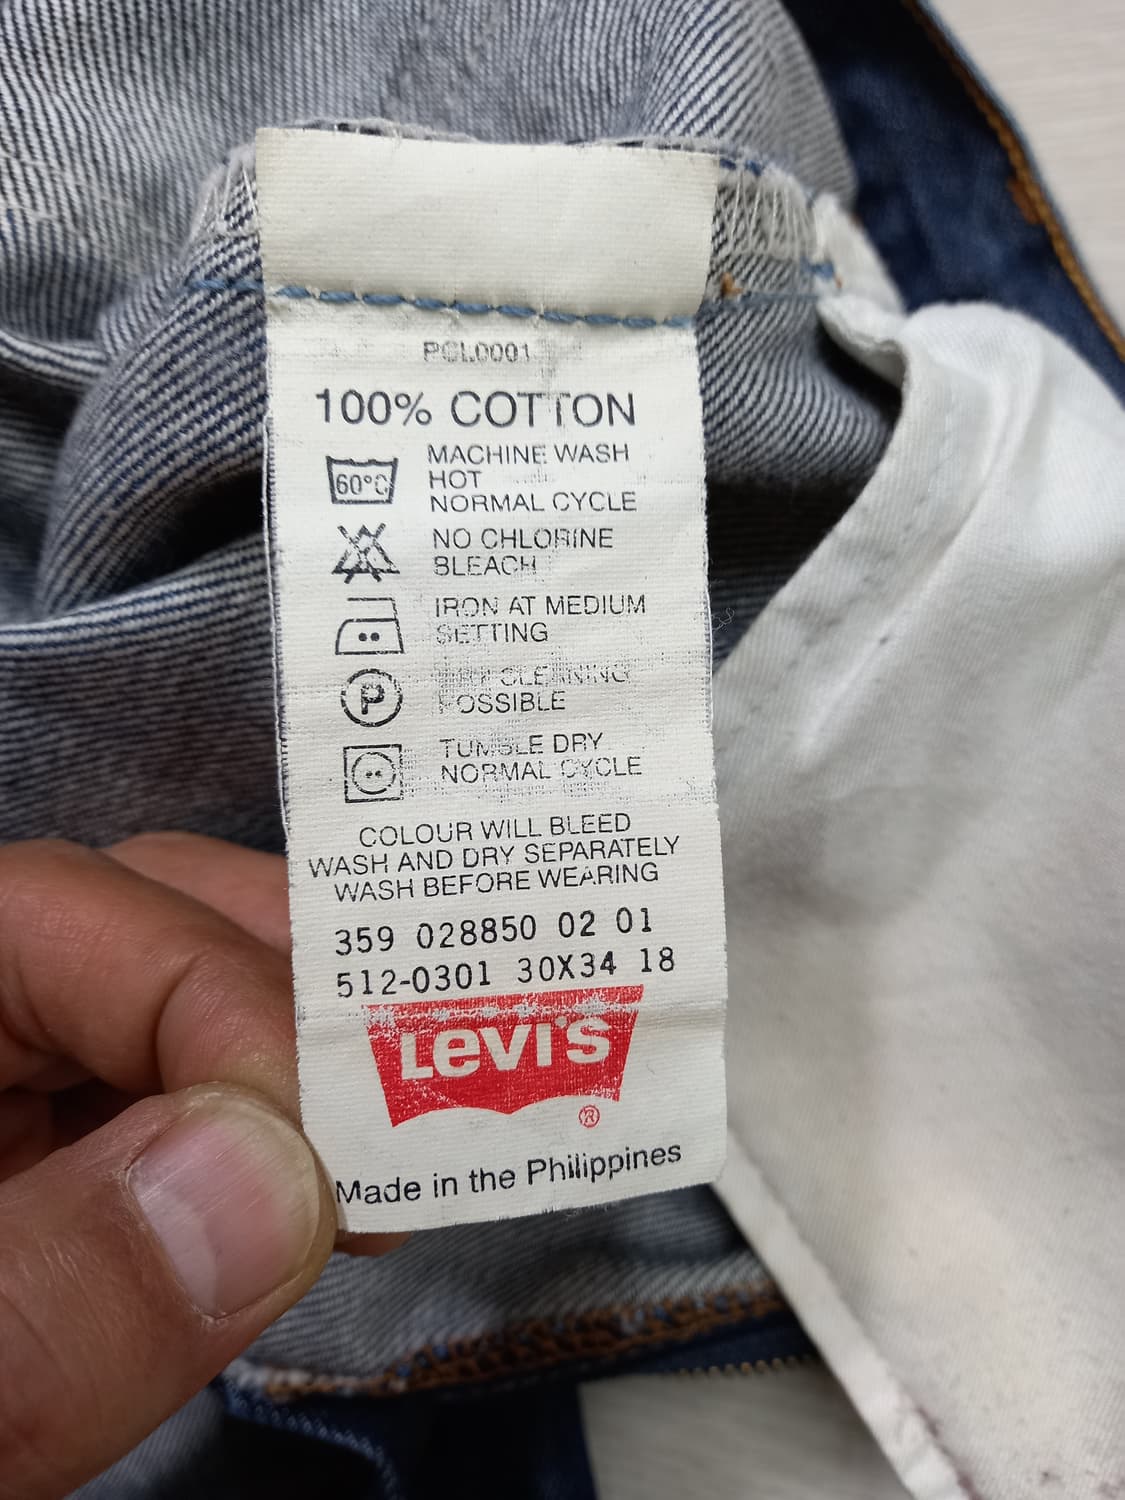 PCL0001
100% COTTON
60°C
MACHINE WASH
HOT
NORMAL CYCLE
NO CHLORINE
BLEACH
IRON AT MEDIUM
SETTING
P
CLEANING
POSSIBLE
TUMBLE DRY
NORMAL CYCLE
COLOUR WILL BLEED
WASH AND DRY SEPARATELY
WASH BEFORE WEARING
359 028850 02 01
512-0301 30X34 18
LEVI'S
®
Made in the Philippines